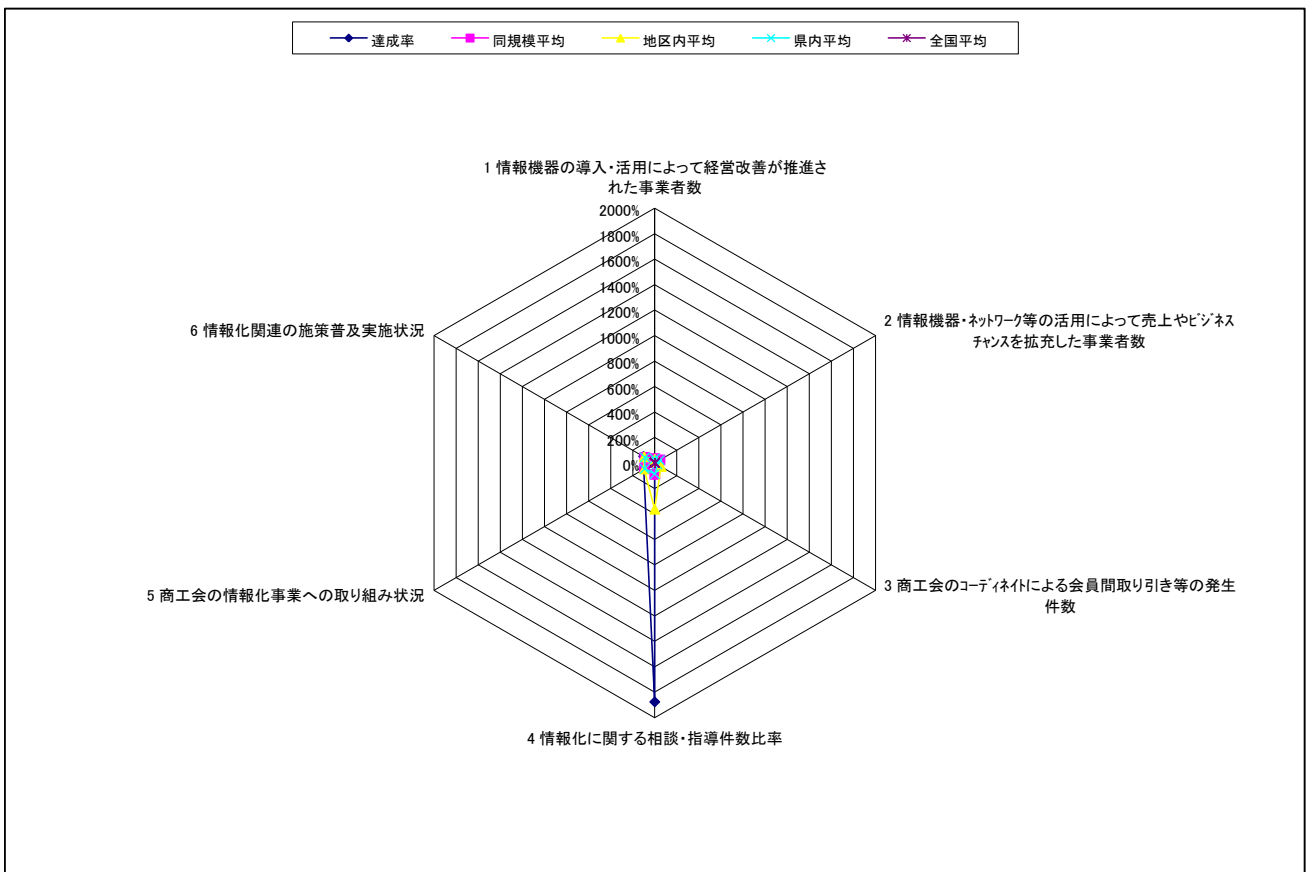 達成率 同規模平均 地区内平均 県内平均 全国平均
1 情報機器の導入・活用によって経営改善が推進さ
れた事業者数
2000%
1800%
1600%
1400%
1200%
1000%
800%
600%
400%
200%
0%
2 情報機器・ネットワーク等の活用によって売上やビジネス
チャンスを拡充した事業者数
3 商工会のコーディネイトによる会員間取り引き等の発生
件数
4 情報化に関する相談・指導件数比率
5 商工会の情報化事業への取り組み状況
6 情報化関連の施策普及実施状況